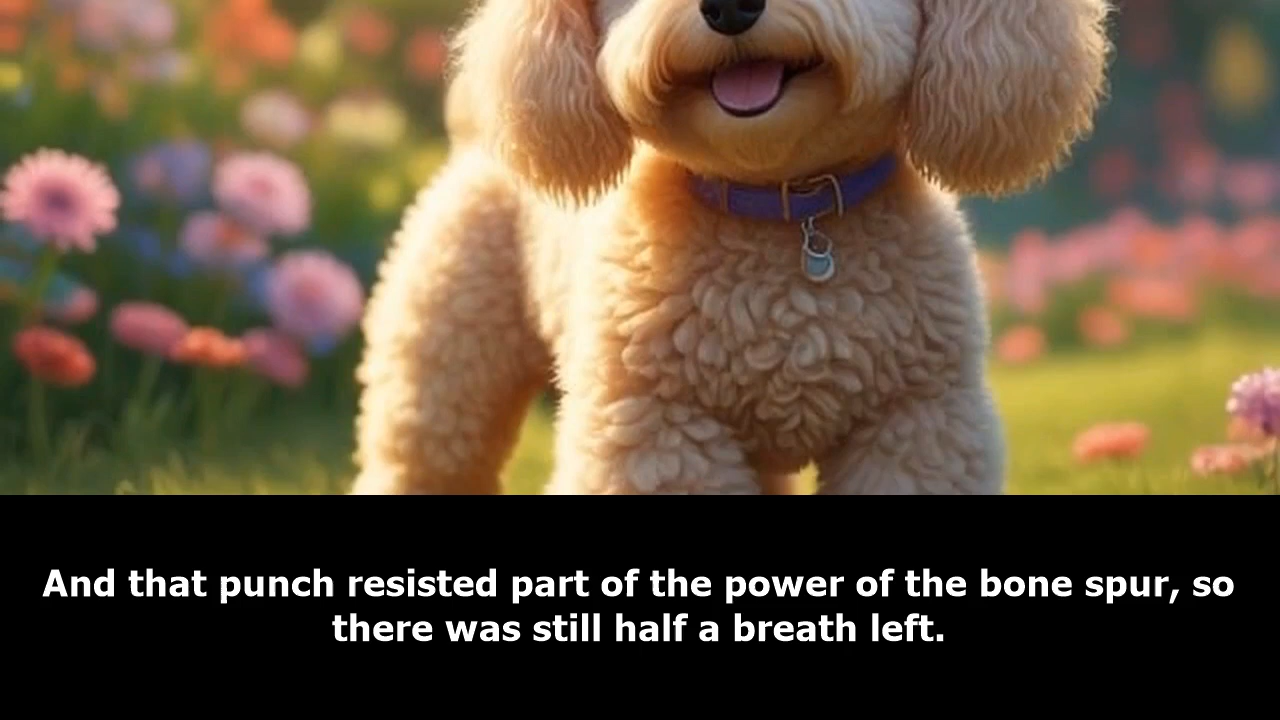 And that punch resisted part of the power of the bone spur, so
there was still half a breath left.